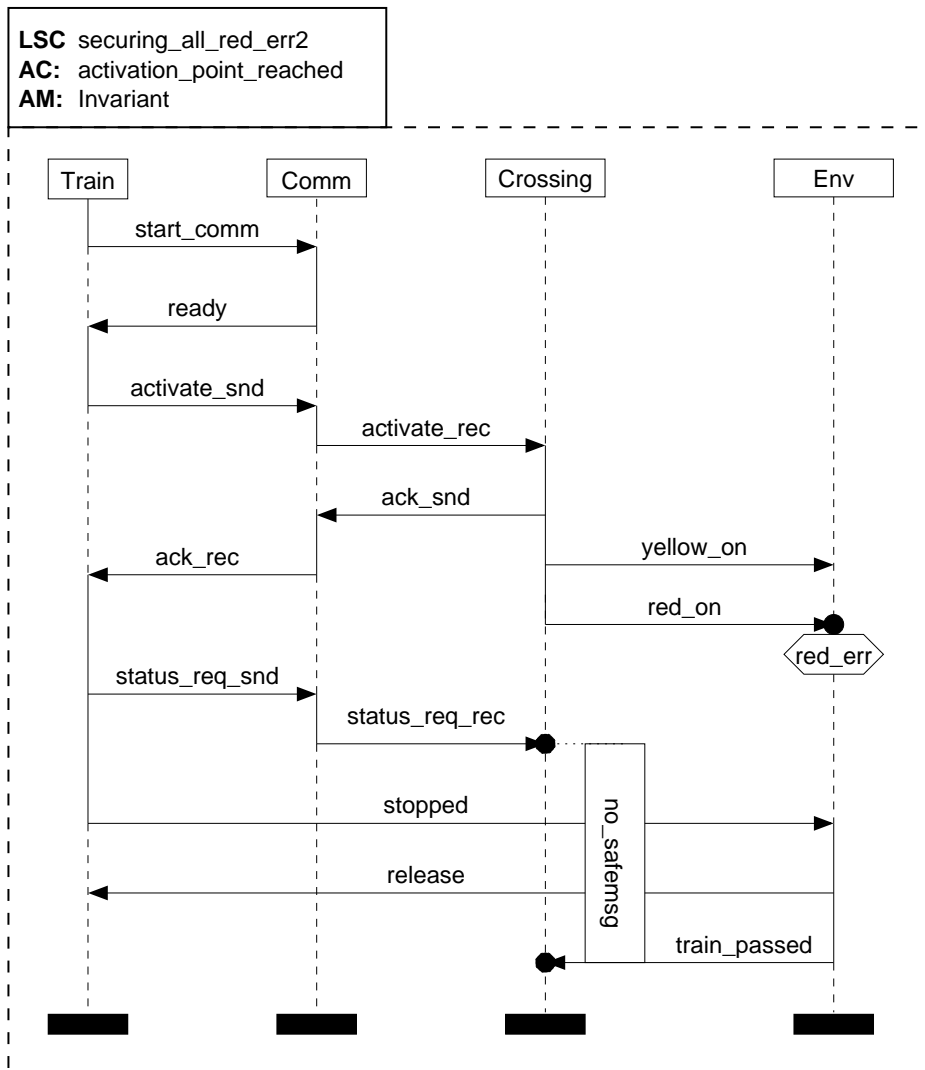 LSC securing_all_red_err2
AC: activation_point_reached
AM: Invariant
Train Comm Crossing Env
start_comm
ready
activate_snd
activate_rec
ack_snd
yellow_on
ack_rec
red_on
red_err
status_req_snd
status_req_rec
no_safemsg
stopped
release
train_passed